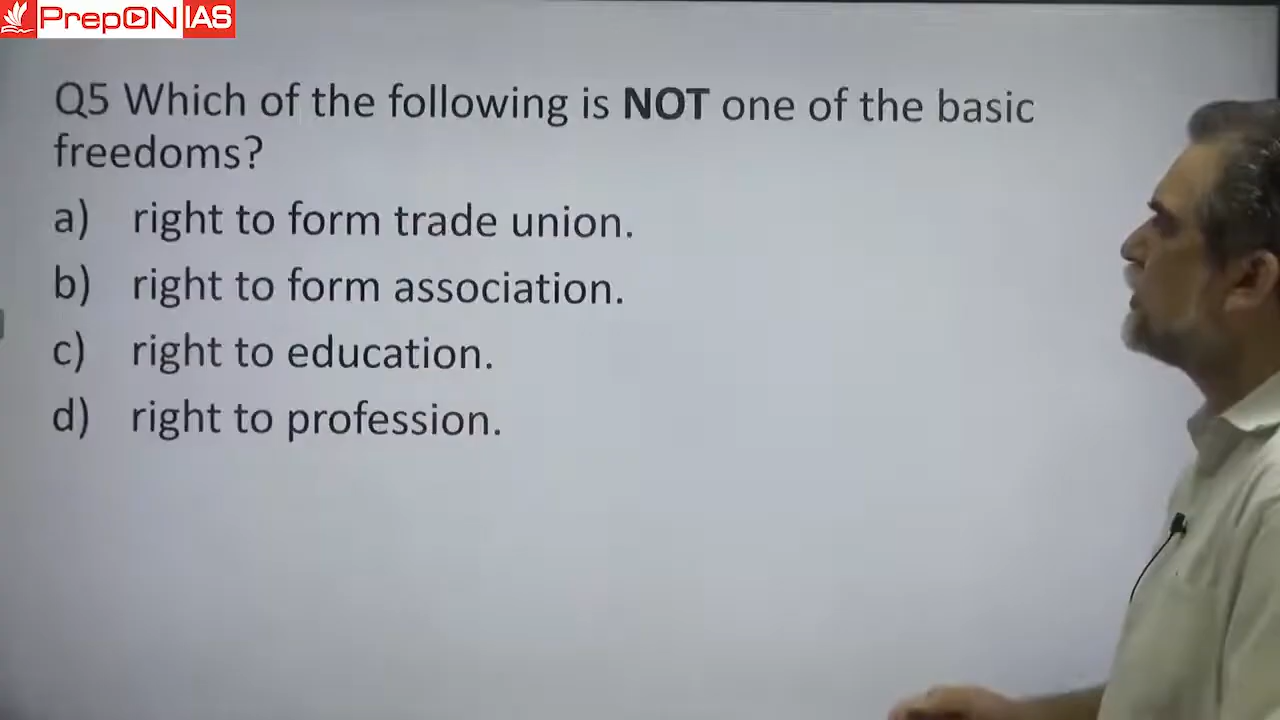 PrepON IAS
Q5 Which of the following is NOT one of the basic
freedoms?
a) right to form trade union.
b) right to form association.
c) right to education.
d) right to profession.